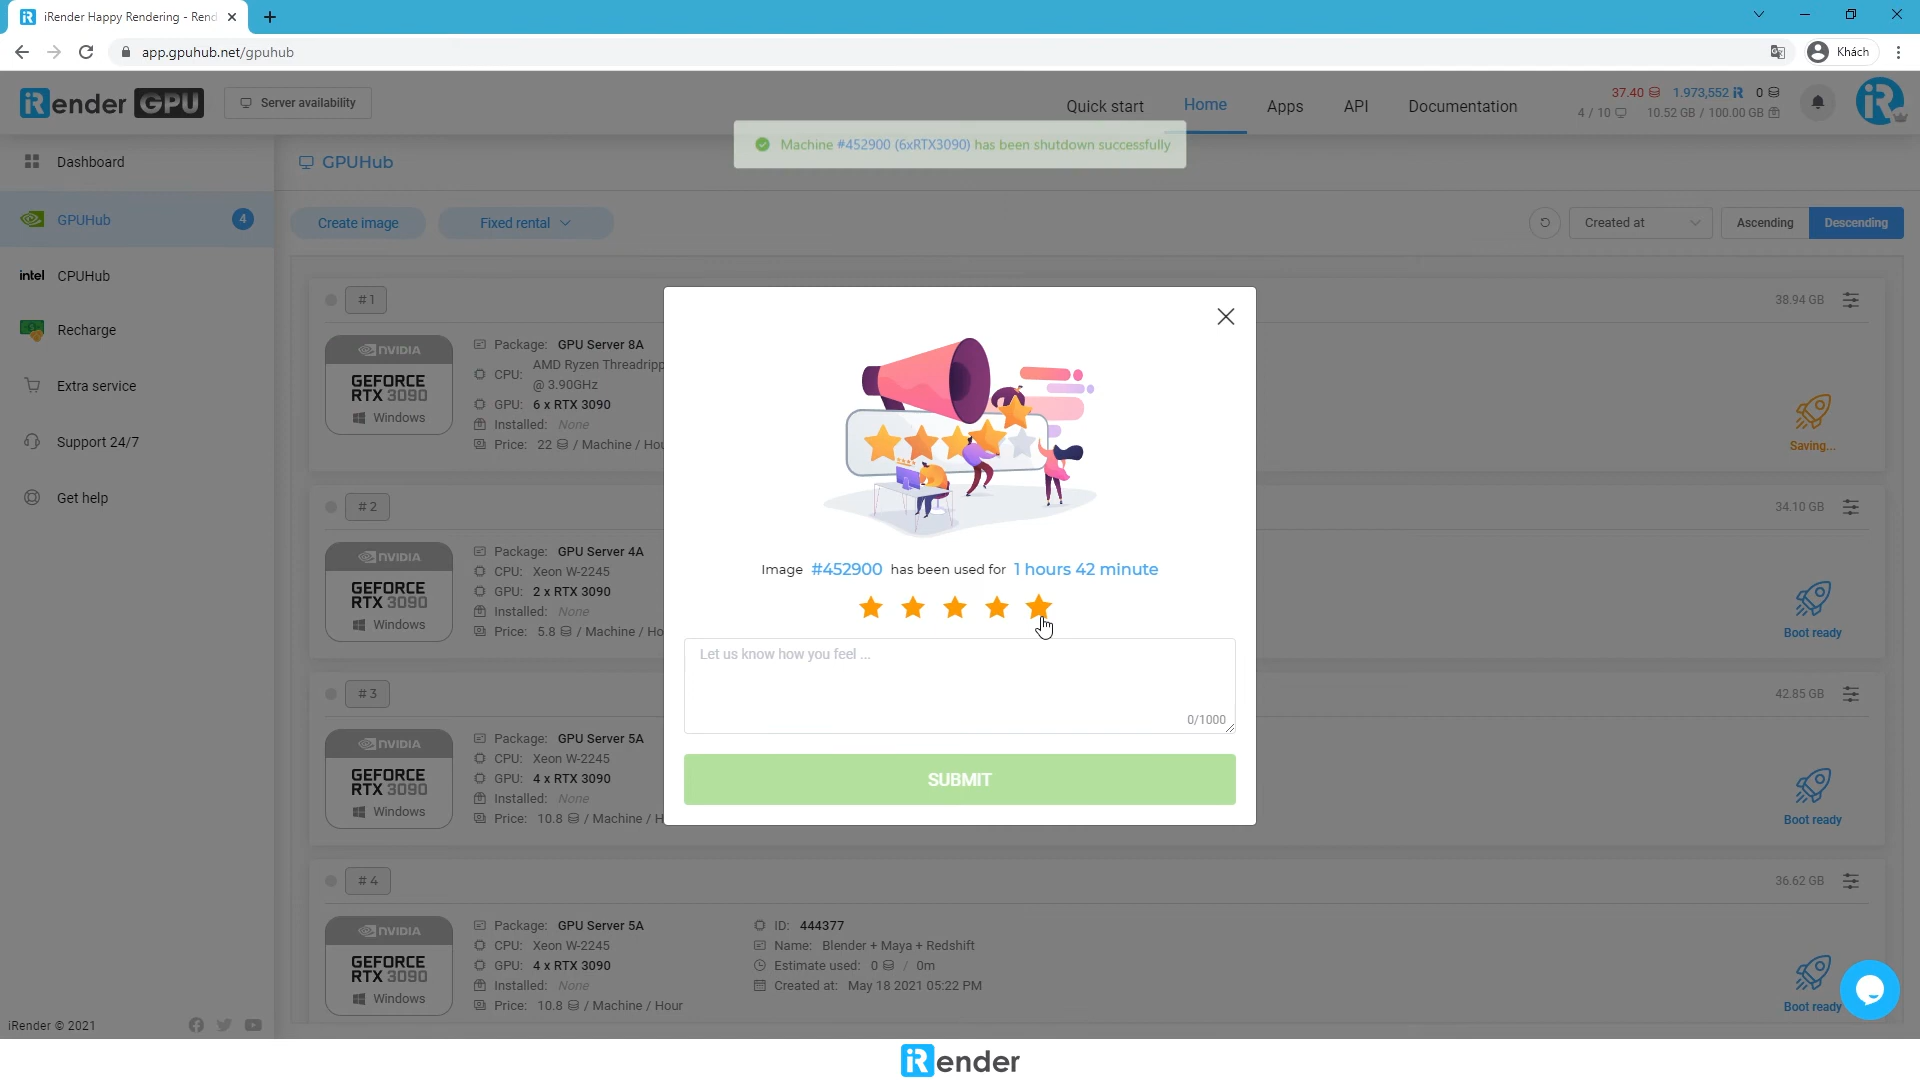 iRender Happy Rendering - Rend
app.gpuhub.net/gpuhub
Khách
iRender GPU
Server availability
Quick start
Home
Apps
API
Documentation
37.40
1.973,552
0
4 / 10
10.52 GB / 100.00 GB
iR
Machine #452900 (6xRTX3090) has been shutdown successfully
Dashboard
GPUHub
4
intel CPUHub
Recharge
Extra service
Support 24/7
Get help
GPUHub
Create image
Fixed rental
Created at
Ascending
Descending
# 1
38.94 GB
NVIDIA
GEFORCE
RTX 3090
Windows
Package: GPU Server 8A
CPU: AMD Ryzen Threadripp
@ 3.90GHz
GPU: 6 x RTX 3090
Installed: None
Price: 22 / Machine / Hou
Saving...
# 2
34.10 GB
NVIDIA
GEFORCE
RTX 3090
Windows
Package: GPU Server 4A
CPU: Xeon W-2245
GPU: 2 x RTX 3090
Installed: None
Price: 5.8 / Machine / Ho
Boot ready
# 3
42.85 GB
NVIDIA
GEFORCE
RTX 3090
Windows
Package: GPU Server 5A
CPU: Xeon W-2245
GPU: 4 x RTX 3090
Installed: None
Price: 10.8 / Machine / H
Boot ready
# 4
36.62 GB
NVIDIA
GEFORCE
RTX 3090
Windows
Package: GPU Server 5A
CPU: Xeon W-2245
GPU: 4 x RTX 3090
Installed: None
Price: 10.8 / Machine / Hour
ID: 444377
Name: Blender + Maya + Redshift
Estimate used: 0 / 0m
Created at: May 18 2021 05:22 PM
Boot ready
Image #452900 has been used for 1 hours 42 minute
Let us know how you feel ...
0/1000
SUBMIT
iRender © 2021
iRender